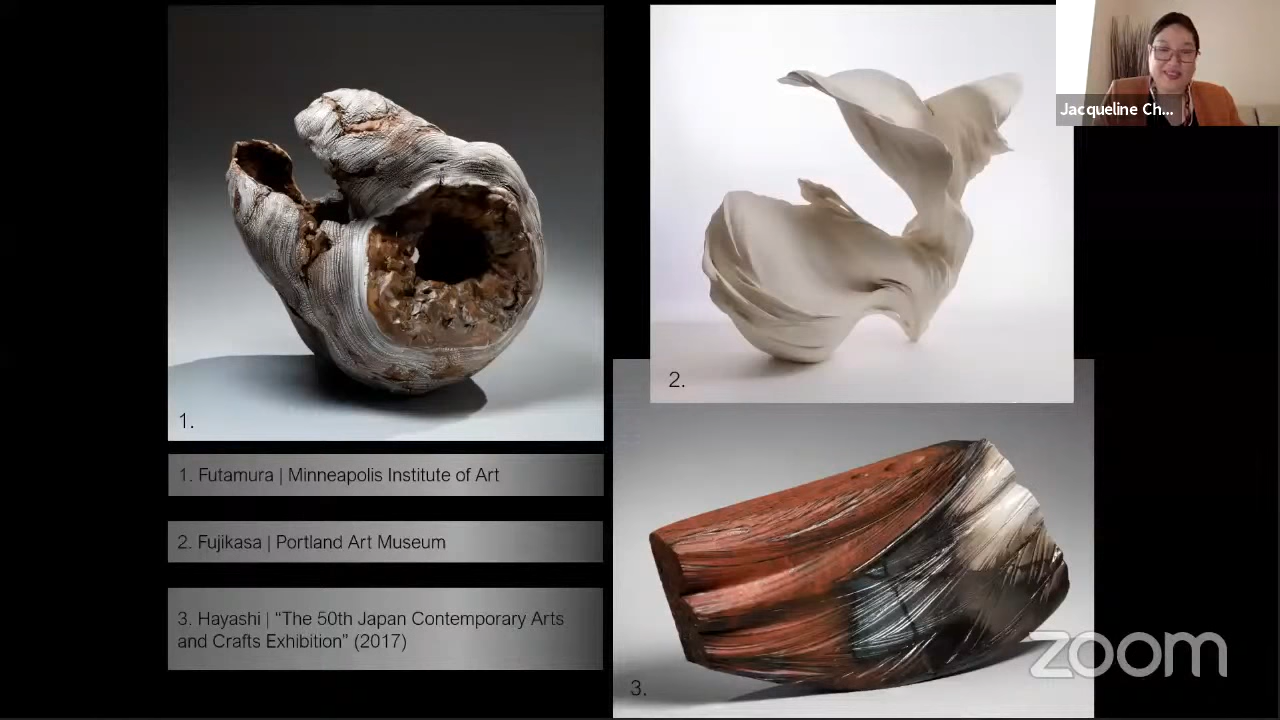 Jacqueline Ch...
1.
2.
1. Futamura | Minneapolis Institute of Art
2. Fujikasa | Portland Art Museum
3. Hayashi | “The 50th Japan Contemporary Arts
and Crafts Exhibition” (2017)
3.
zoom